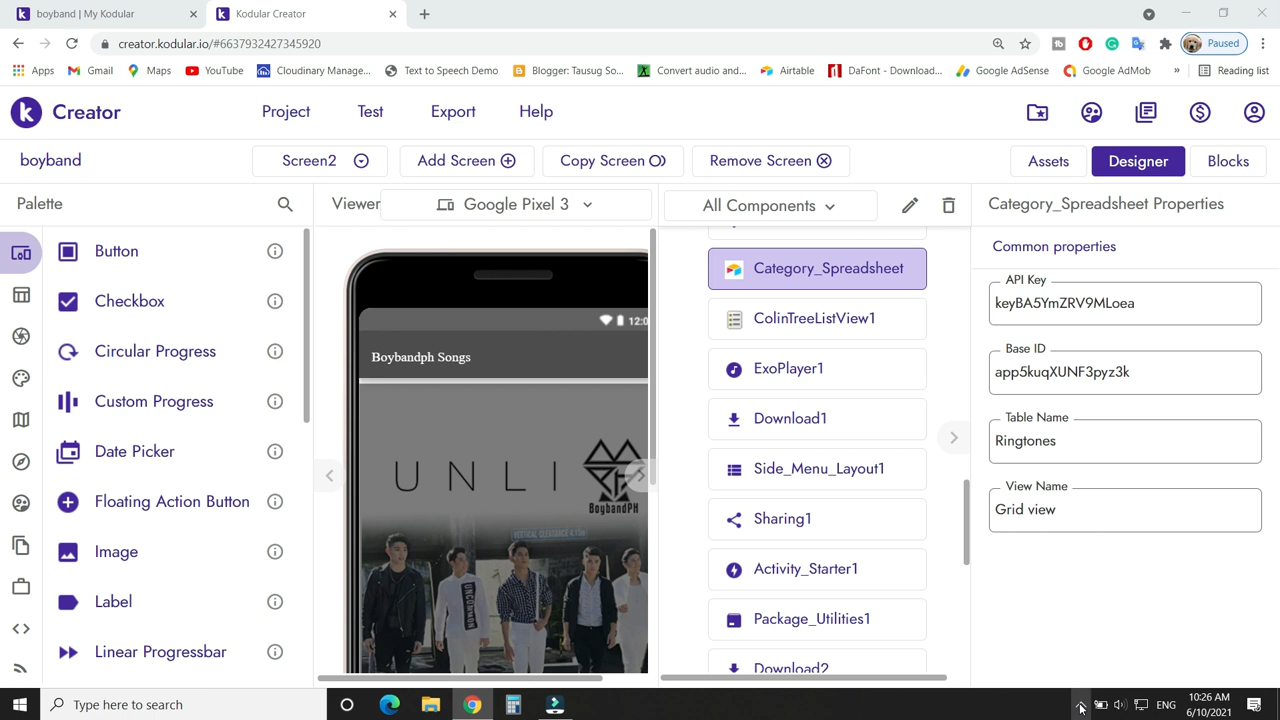 boyband | My Kodular
Kodular Creator
creator.kodular.io/#6637932427345920
Paused
Apps
Gmail
Maps
YouTube
Cloudinary Manage...
Text to Speech Demo
Blogger: Tausug So...
Convert audio and...
Airtable
DaFont - Download...
Google AdSense
Google AdMob
»
Reading list
Creator
Project
Test
Export
Help
boyband
Screen2
Add Screen
Copy Screen
Remove Screen
Assets
Designer
Blocks
Palette
Viewer
Google Pixel 3
All Components
Category_Spreadsheet Properties
Button
Checkbox
Circular Progress
Custom Progress
Date Picker
Floating Action Button
Image
Label
Linear Progressbar
12:0
Boybandph Songs
UNLI
BoybandPH
VERTICAL CLEARANCE 4.15m
UNCOMMON
Category_Spreadsheet
ColinTreeListView1
ExoPlayer1
Download1
Side_Menu_Layout1
Sharing1
Activity_Starter1
Package_Utilities1
Download2
Common properties
API Key
keyBA5YmZRV9MLoea
Base ID
app5kuqXUNF3pyz3k
Table Name
Ringtones
View Name
Grid view
Type here to search
ENG
10:26 AM
6/10/2021